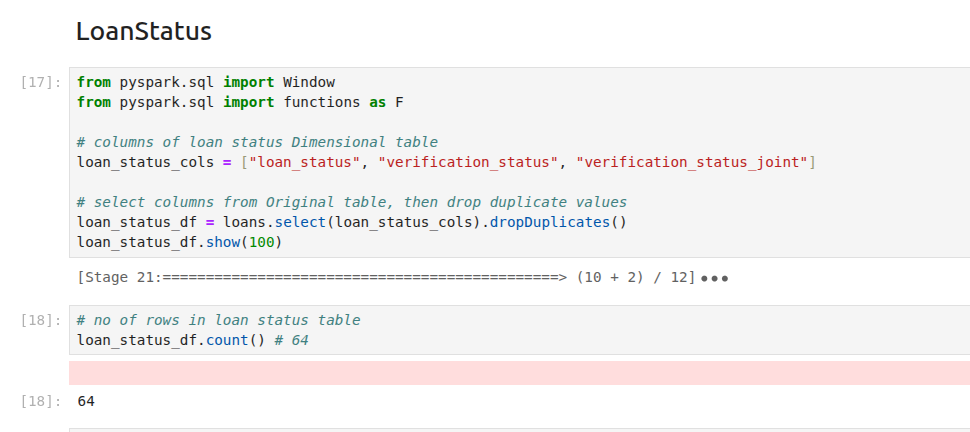 LoanStatus
[17]:
from pyspark.sql import Window
from pyspark.sql import functions as F
# columns of loan status Dimensional table
loan_status_cols = ["loan_status", "verification_status", "verification_status_joint"]
# select columns from Original table, then drop duplicate values
loan_status_df = loans.select(loan_status_cols).dropDuplicates()
loan_status_df.show(100)
[Stage 21:==============================================> (10 + 2) / 12]•••
[18]:
# no of rows in loan status table
loan_status_df.count() # 64
[18]: 64